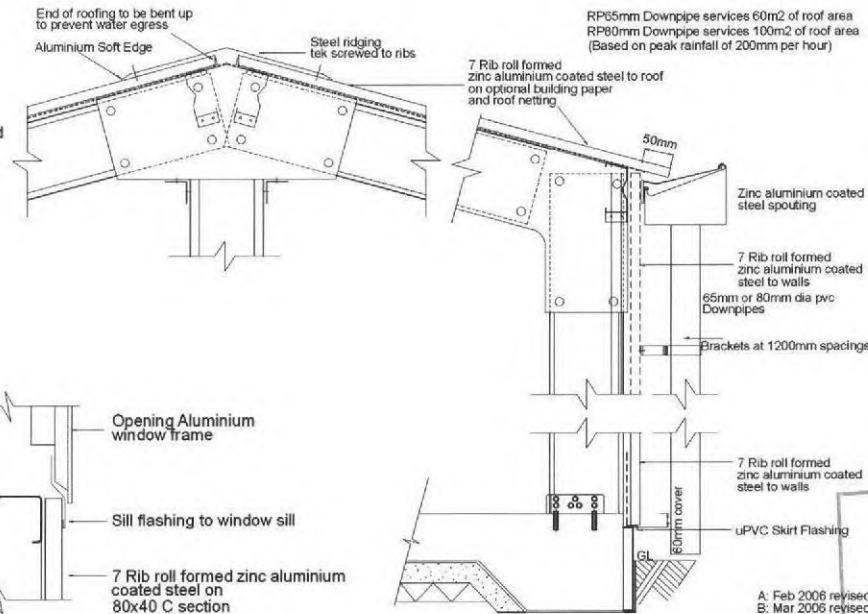 End of roofing to be bent up
to prevent water egress
Aluminium Soft Edge
Steel ridging
tek screwed to ribs
RP65mm Downpipe services 60m2 of roof area
RP80mm Downpipe services 100m2 of roof area
(Based on peak rainfall of 200mm per hour)
7 Rib roll formed
zinc aluminium coated steel to roof
on optional building paper
and roof netting
50mm
Zinc aluminium coated
steel spouting
7 Rib roll formed
zinc aluminium coated
steel to walls
65mm or 80mm dia pvc
Downpipes
Brackets at 1200mm spacings
Opening Aluminium
window frame
Sill flashing to window sill
7 Rib roll formed zinc aluminium
coated steel on
80x40 C section
7 Rib roll formed
zinc aluminium coated
steel to walls
60mm cover
uPVC Skirt Flashing
GL
A: Feb 2006 revised
B: Mar 2006 revised